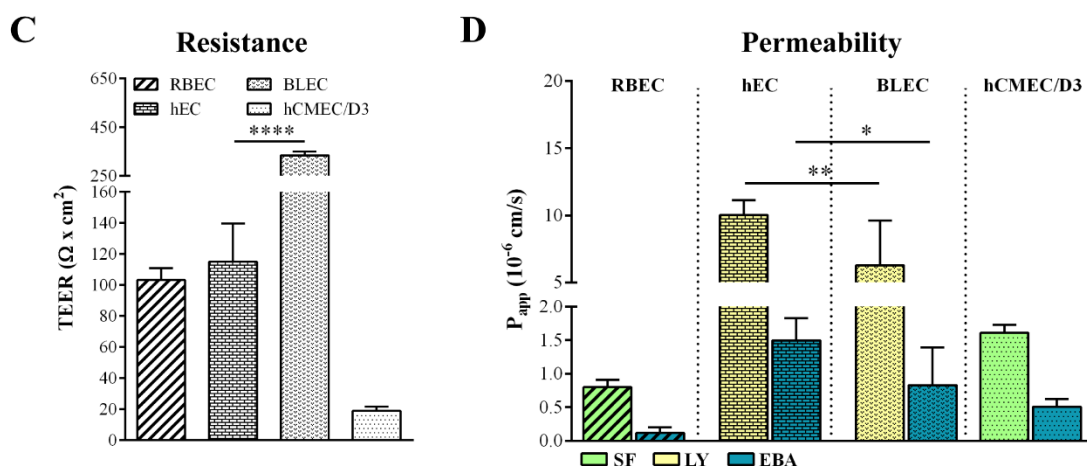 C
Resistance
RBEC
BLEC
hEC
hCMEC/D3
****
650
450
250
160
140
120
100
80
60
40
20
0
TEER (Ω x cm²)
D
Permeability
RBEC
hEC
BLEC
hCMEC/D3
*
**
20
15
10
5
2.0
1.5
1.0
0.5
0.0
Papp (10⁻⁶ cm/s)
SF
LY
EBA